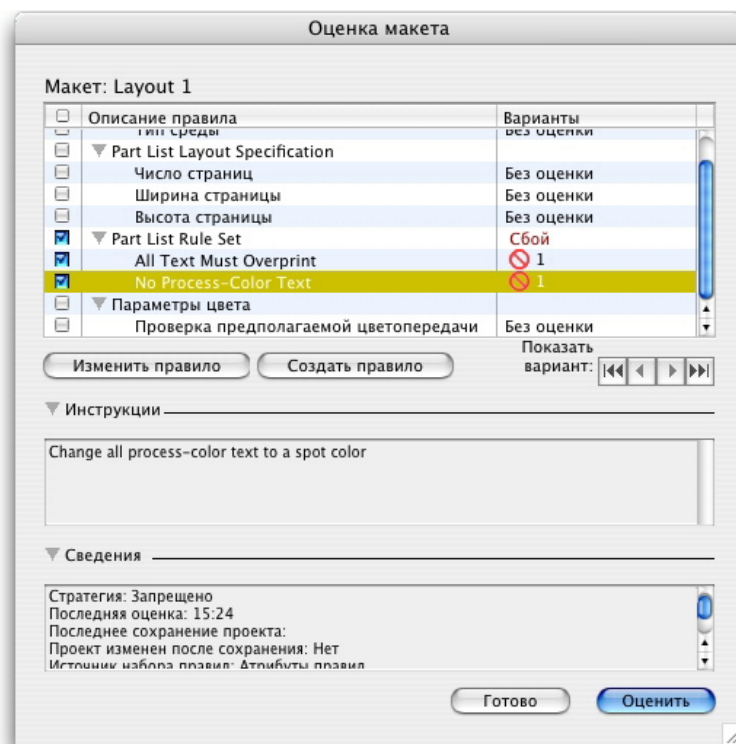 Оценка макета
Макет: Layout 1
Описание правила Варианты
Тип среды Без оценки
Part List Layout Specification
Число страниц Без оценки
Ширина страницы Без оценки
Высота страницы Без оценки
Part List Rule Set Сбой
All Text Must Overprint 1
No Process-Color Text 1
Параметры цвета
Проверка предполагаемой цветопередачи Без оценки
Изменить правило Создать правило Показать вариант:
Инструкции
Change all process-color text to a spot color
Сведения
Стратегия: Запрещено
Последняя оценка: 15:24
Последнее сохранение проекта:
Проект изменен после сохранения: Нет
Источник набора правил: Атрибуты правил
Готово Оценить